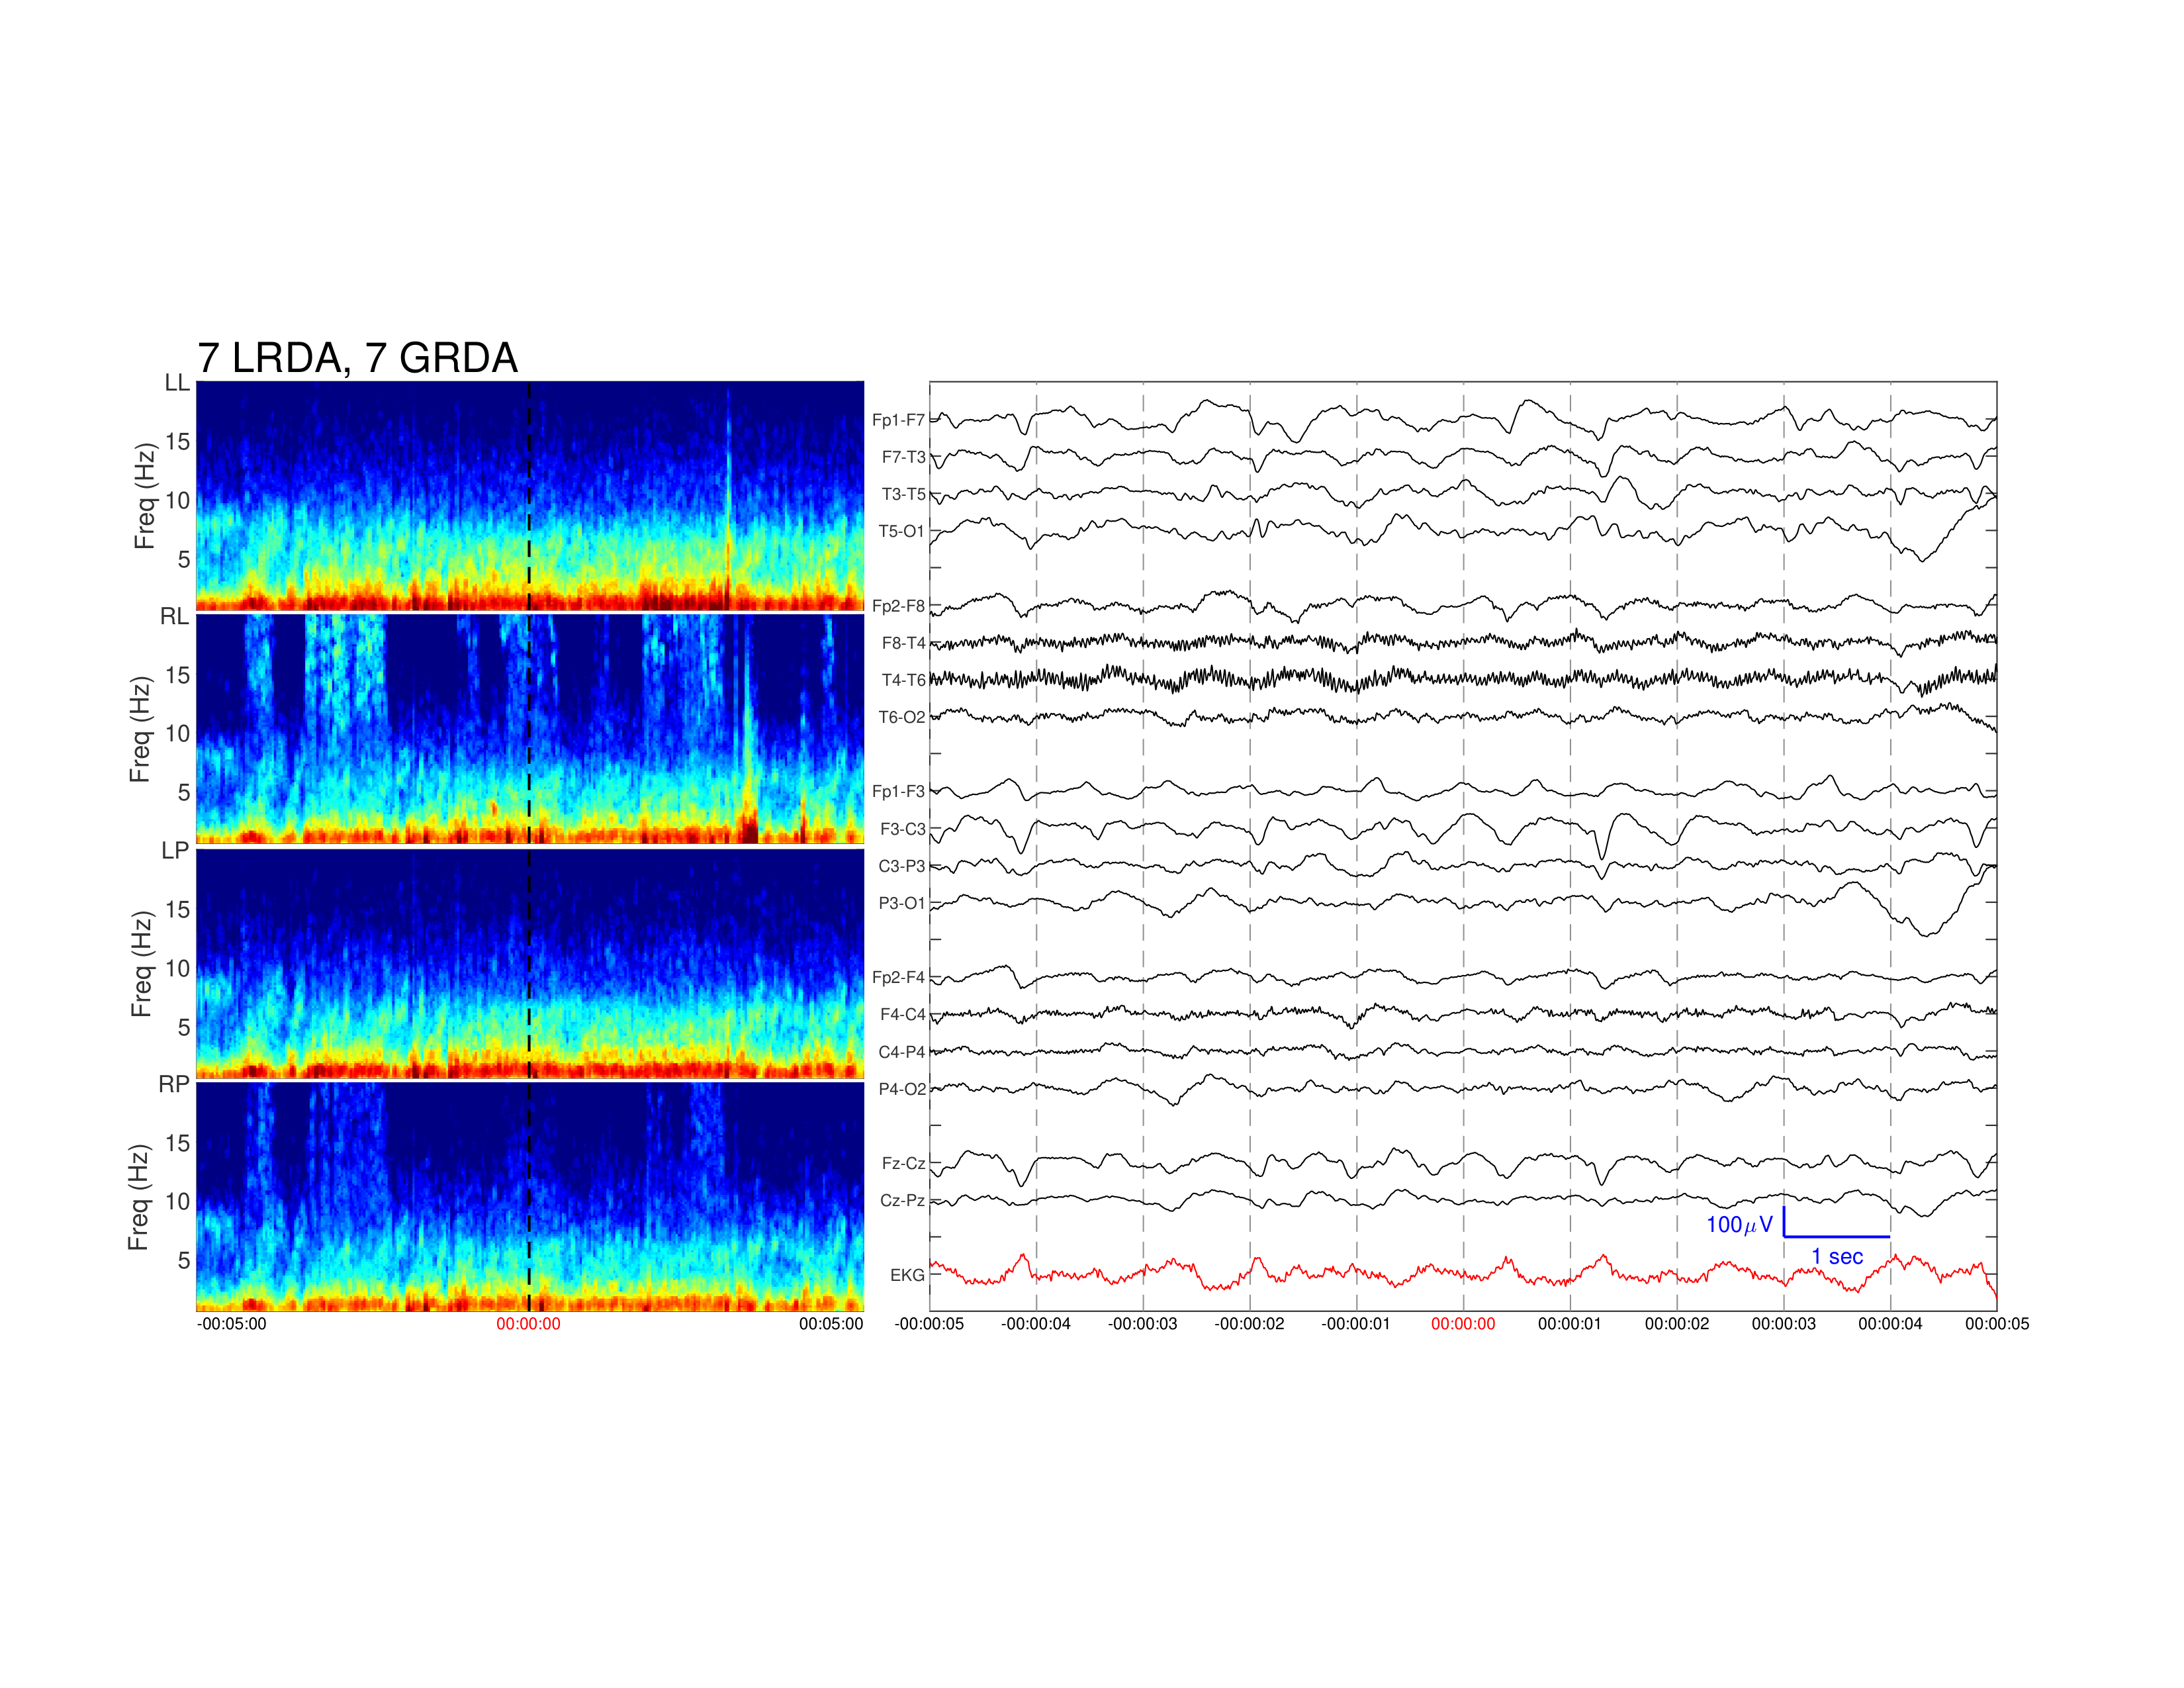 7 LRDA, 7 GRDA
LL
Freq (Hz)
15
10
5
RL
Freq (Hz)
15
10
5
LP
Freq (Hz)
15
10
5
RP
Freq (Hz)
15
10
5
-00:05:00
00:00:00
00:05:00
Fp1-F7
F7-T3
T3-T5
T5-O1
Fp2-F8
F8-T4
T4-T6
T6-O2
Fp1-F3
F3-C3
C3-P3
P3-O1
Fp2-F4
F4-C4
C4-P4
P4-O2
Fz-Cz
Cz-Pz
EKG
100μV
1 sec
-00:00:05
-00:00:04
-00:00:03
-00:00:02
-00:00:01
00:00:00
00:00:01
00:00:02
00:00:03
00:00:04
00:00:05